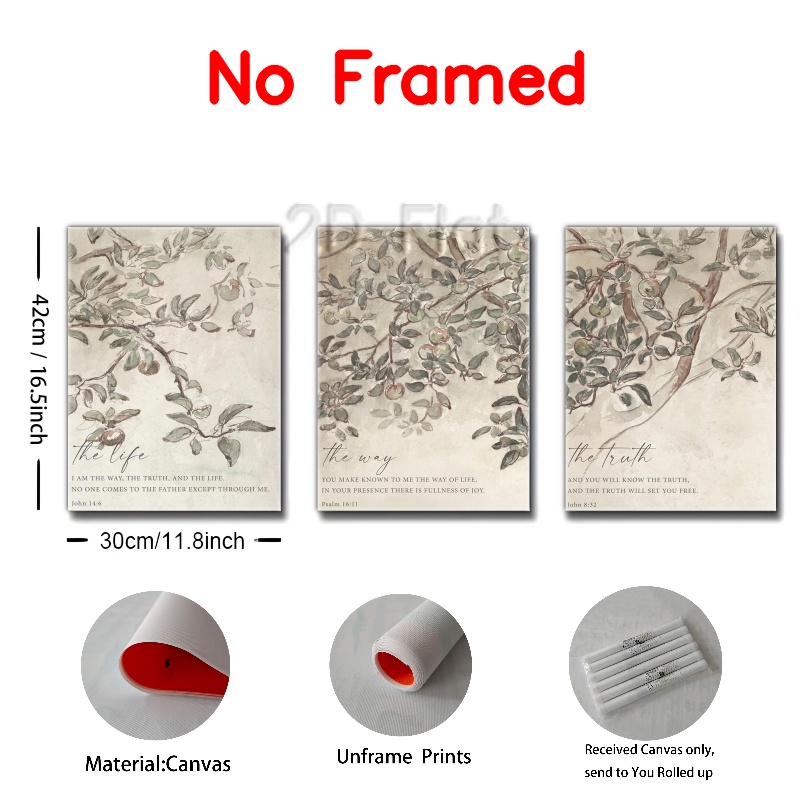 No Framed
2D Flat
42cm / 16.5inch
the life
I AM THE WAY, THE TRUTH, AND THE LIFE.
NO ONE COMES TO THE FATHER EXCEPT THROUGH ME.
John 14:6
the way
YOU MAKE KNOWN TO ME THE WAY OF LIFE,
IN YOUR PRESENCE THERE IS FULLNESS OF JOY.
Psalm 16:11
the truth
AND YOU WILL KNOW THE TRUTH,
AND THE TRUTH WILL SET YOU FREE.
John 8:32
30cm/11.8inch
Material:Canvas
Unframe Prints
Received Canvas only,
send to You Rolled up